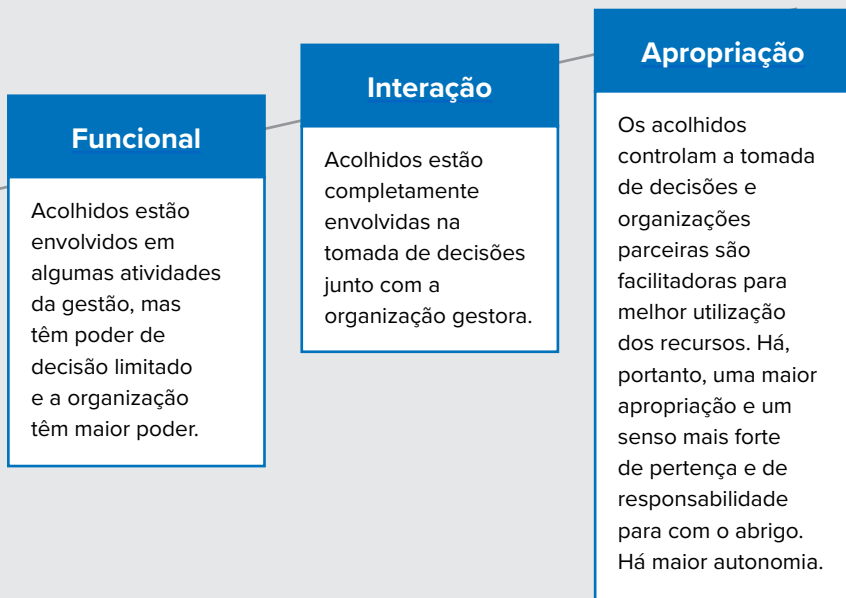 Funcional
Acolhidos estão
envolvidos em
algumas atividades
da gestão, mas
têm poder de
decisão limitado
e a organização
têm maior poder.
Interação
Acolhidos estão
completamente
envolvidas na
tomada de decisões
junto com a
organização gestora.
Apropriação
Os acolhidos
controlam a tomada
de decisões e
organizações
parceiras são
facilitadoras para
melhor utilização
dos recursos. Há,
portanto, uma maior
apropriação e um
senso mais forte
de pertença e de
responsabilidade
para com o abrigo.
Há maior autonomia.